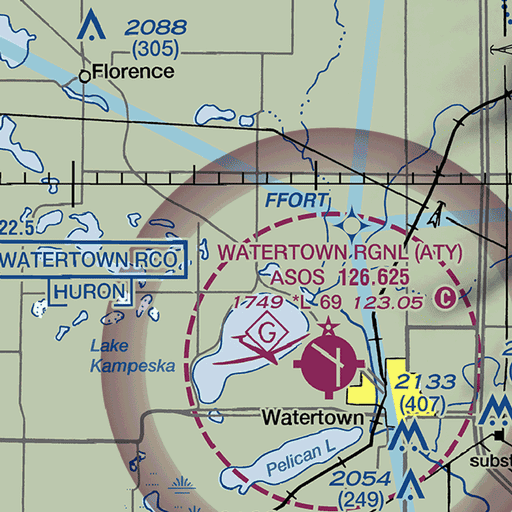 2088
(305)
Florence
FFORT
22.5
WATERTOWN RCO
HURON
WATERTOWN RGNL (ATY)
ASOS 126.625
1749 *L 69 123.05 C
Lake
Kampeska
G
2133
(407)
Watertown
Pelican L
2054
(249)
subst